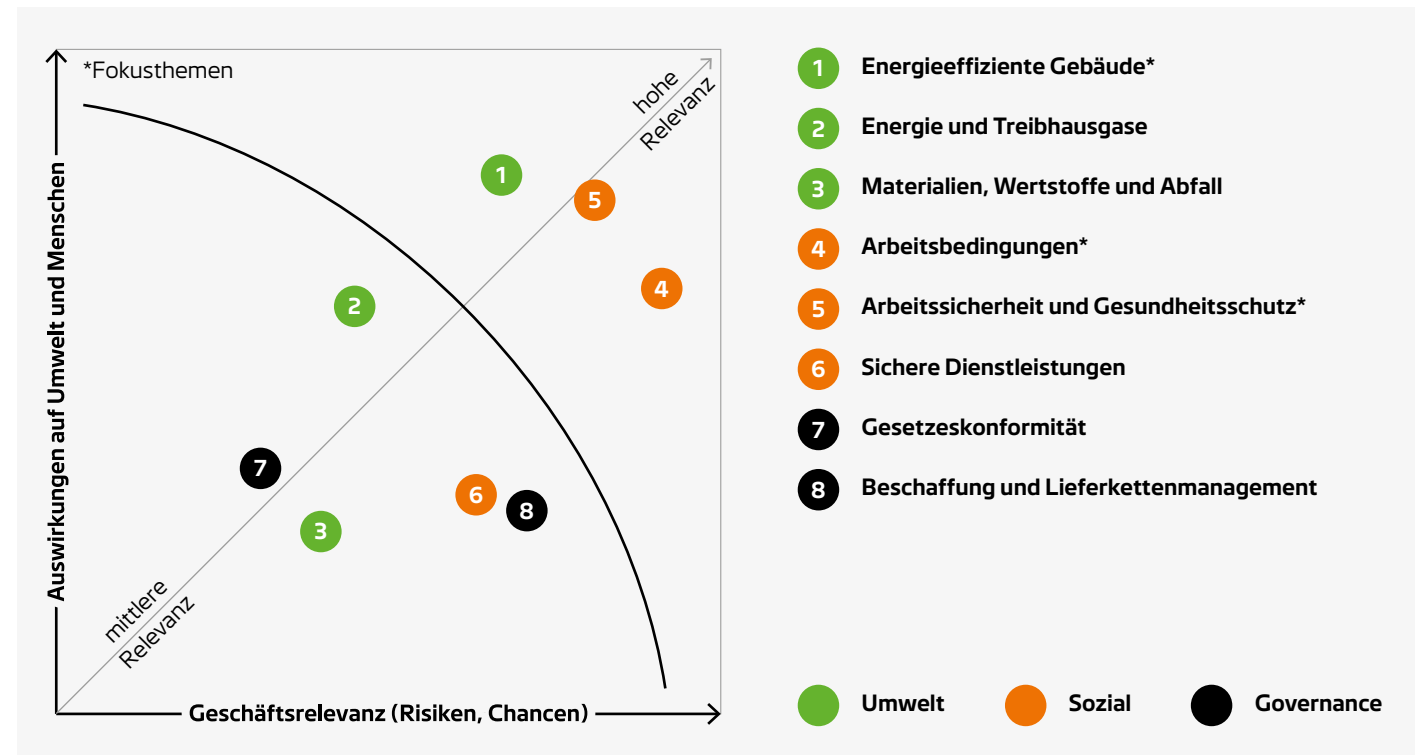 *Fokusthemen
hohe
Relevanz
Auswirkungen auf Umwelt und Menschen
1
5
4
2
7
6
8
3
mittlere
Relevanz
Geschäftsrelevanz (Risiken, Chancen)
1 Energieeffiziente Gebäude*
2 Energie und Treibhausgase
3 Materialien, Wertstoffe und Abfall
4 Arbeitsbedingungen*
5 Arbeitssicherheit und Gesundheitsschutz*
6 Sichere Dienstleistungen
7 Gesetzeskonformität
8 Beschaffung und Lieferkettenmanagement
Umwelt Sozial Governance